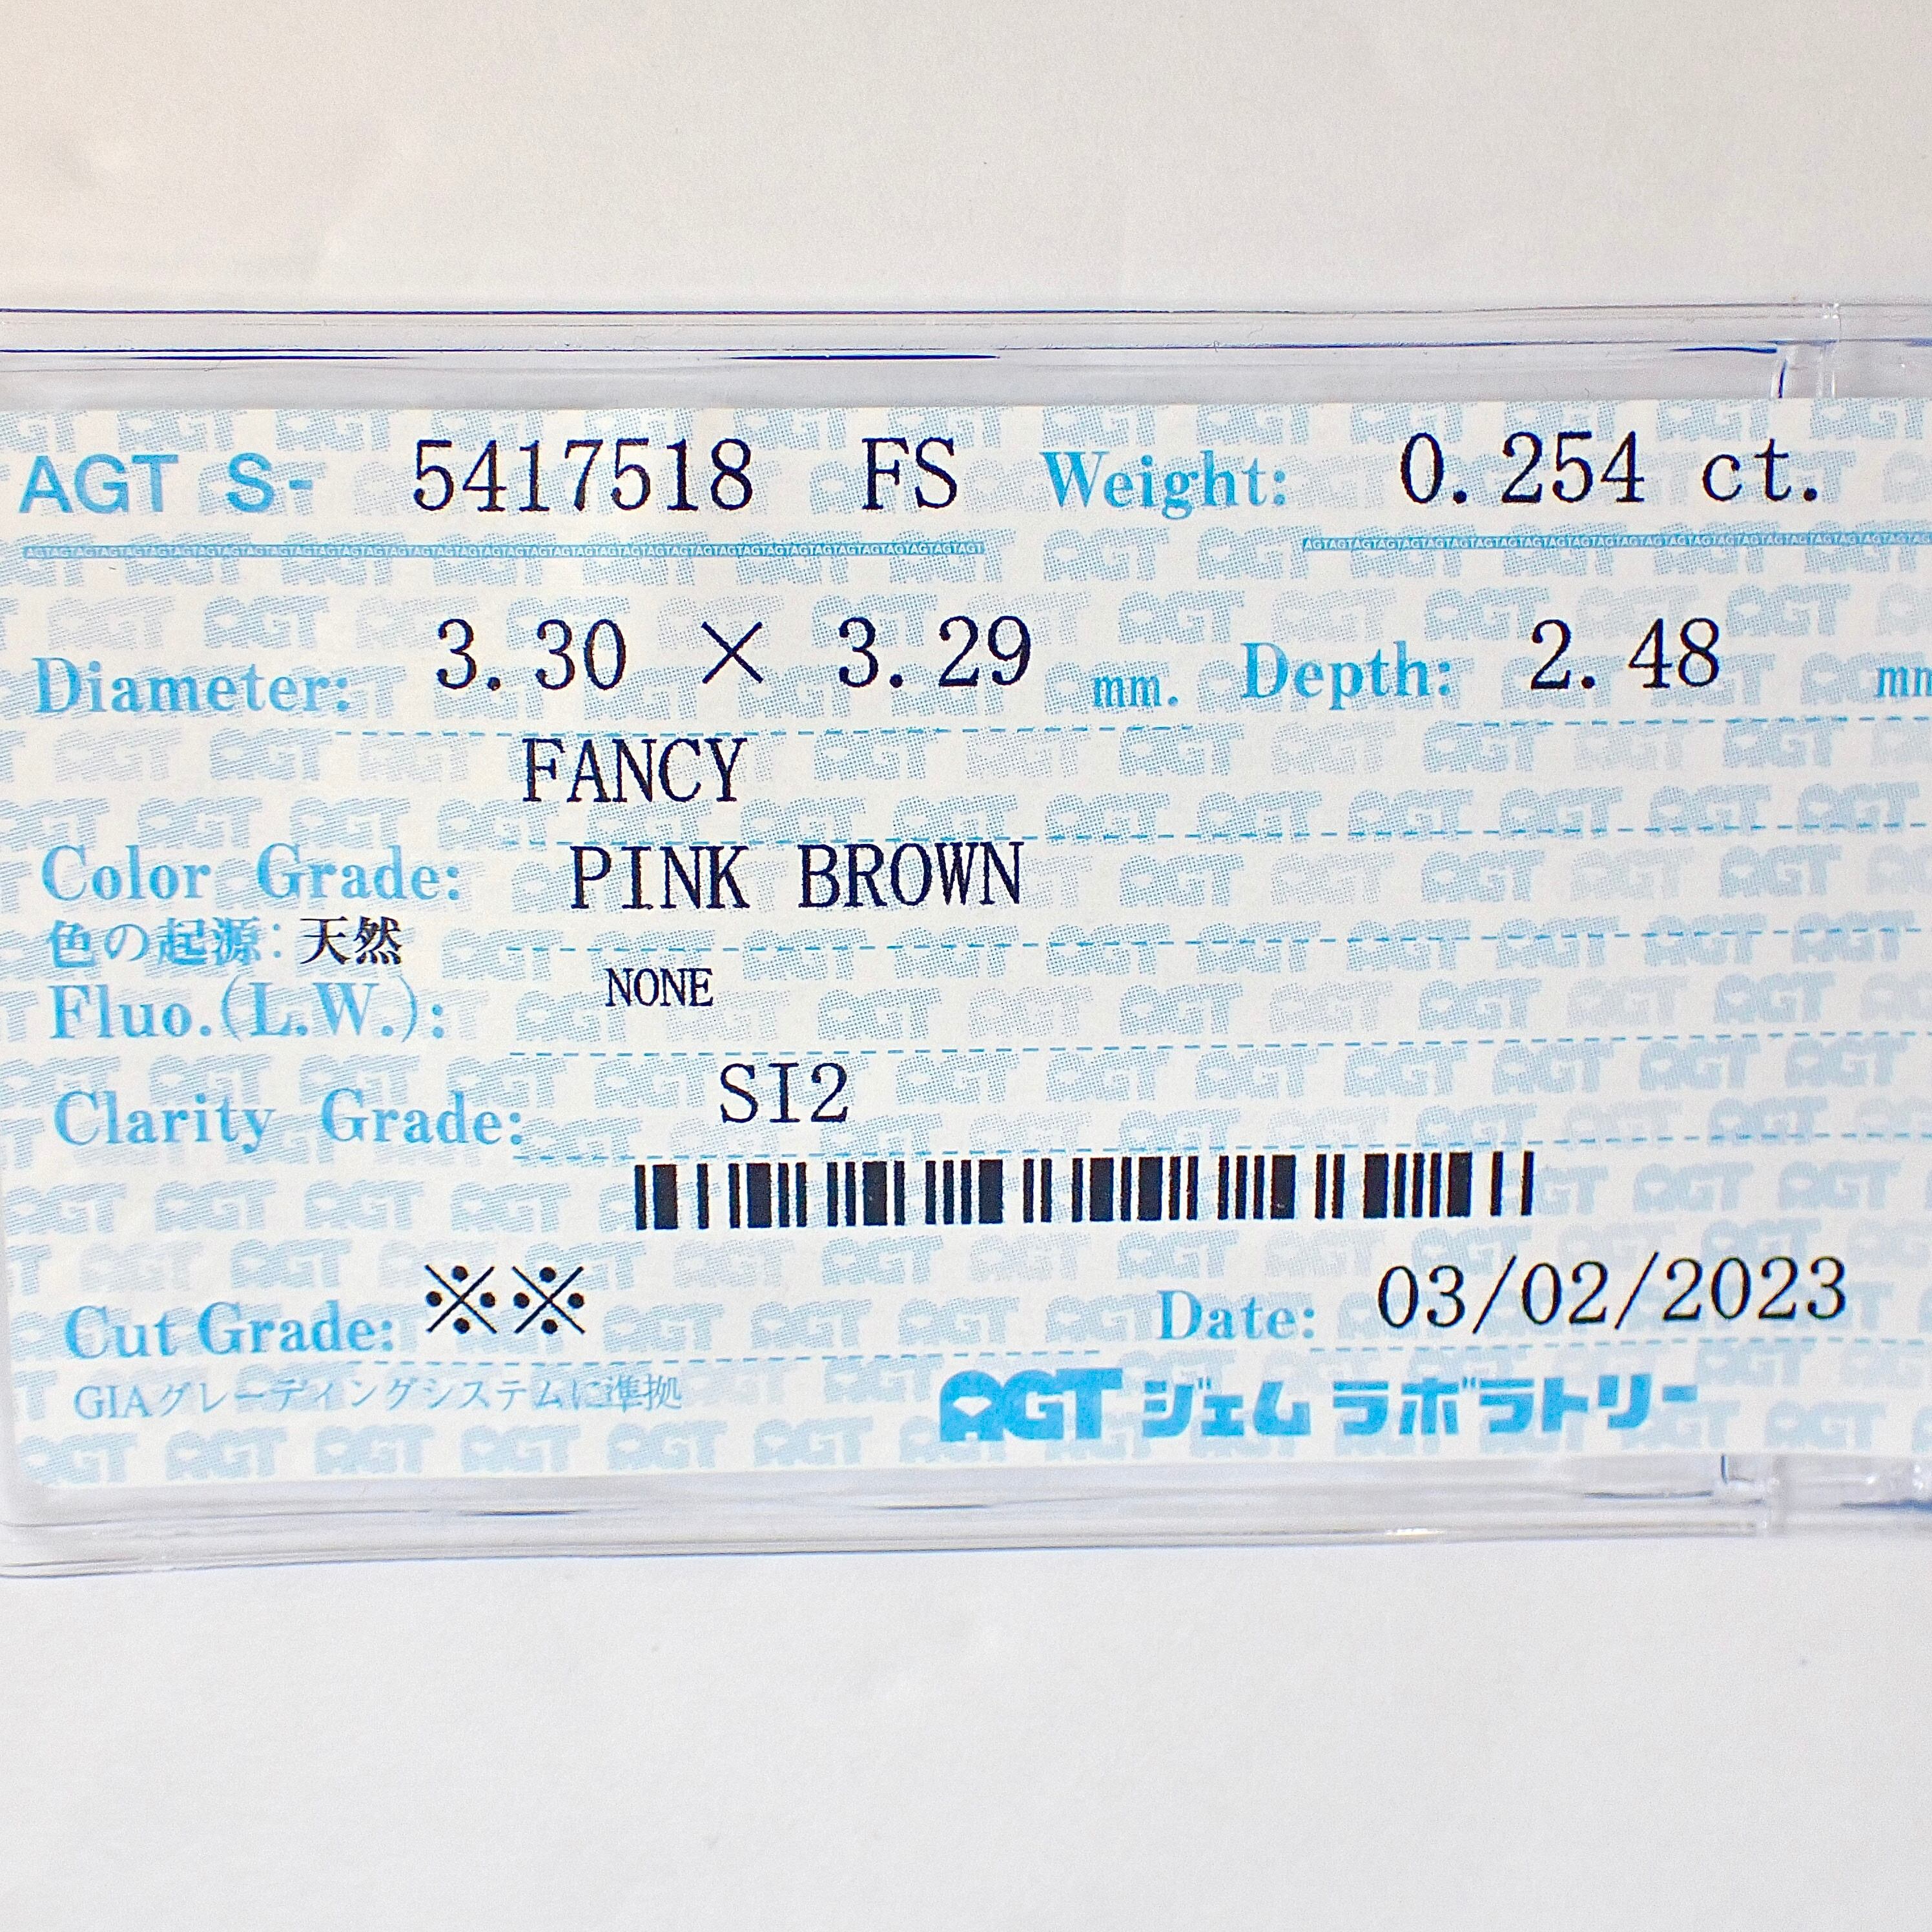 AGT S- 5417518 FS Weight: 0.254 ct.
Diameter: 3.30 × 3.29 mm. Depth: 2.48
FANCY
Color Grade: PINK BROWN
色の起源: 天然
Fluo.(L.W.): NONE
Clarity Grade: SI2
Cut Grade: ※※ Date: 03/02/2023
GIAグレーディングシステムに準拠
AGT ジェムラボラトリー